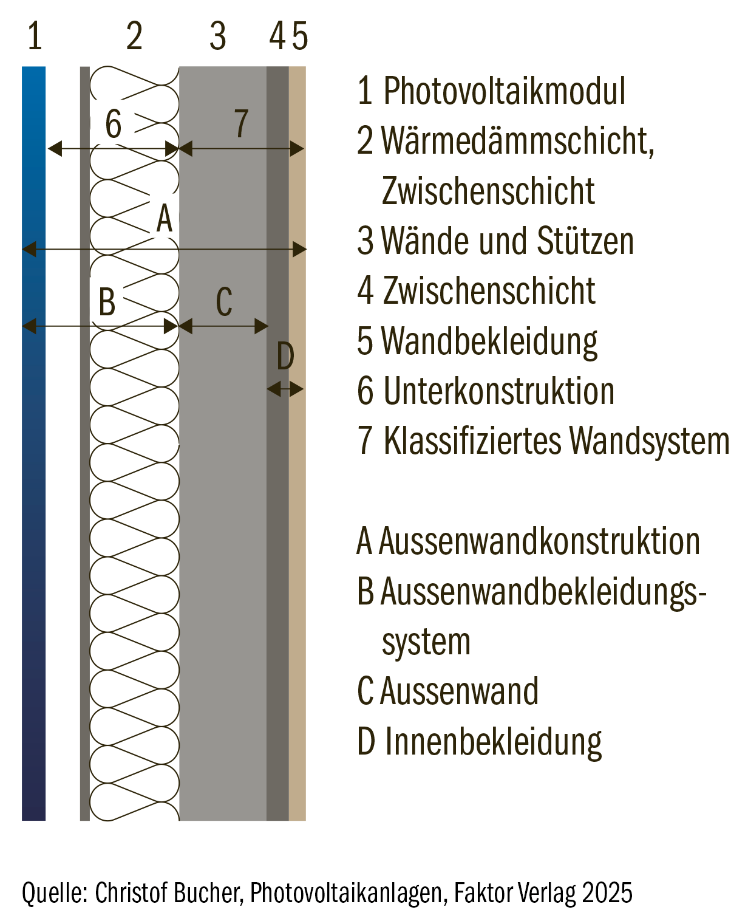 1 2 3 4 5
6 7
A
B C
D
1 Photovoltaikmodul
2 Wärmedämmschicht,
Zwischenschicht
3 Wände und Stützen
4 Zwischenschicht
5 Wandbekleidung
6 Unterkonstruktion
7 Klassifiziertes Wandsystem
A Aussenwandkonstruktion
B Aussenwandbekleidungs-
system
C Aussenwand
D Innenbekleidung
Quelle: Christof Bucher, Photovoltaikanlagen, Faktor Verlag 2025